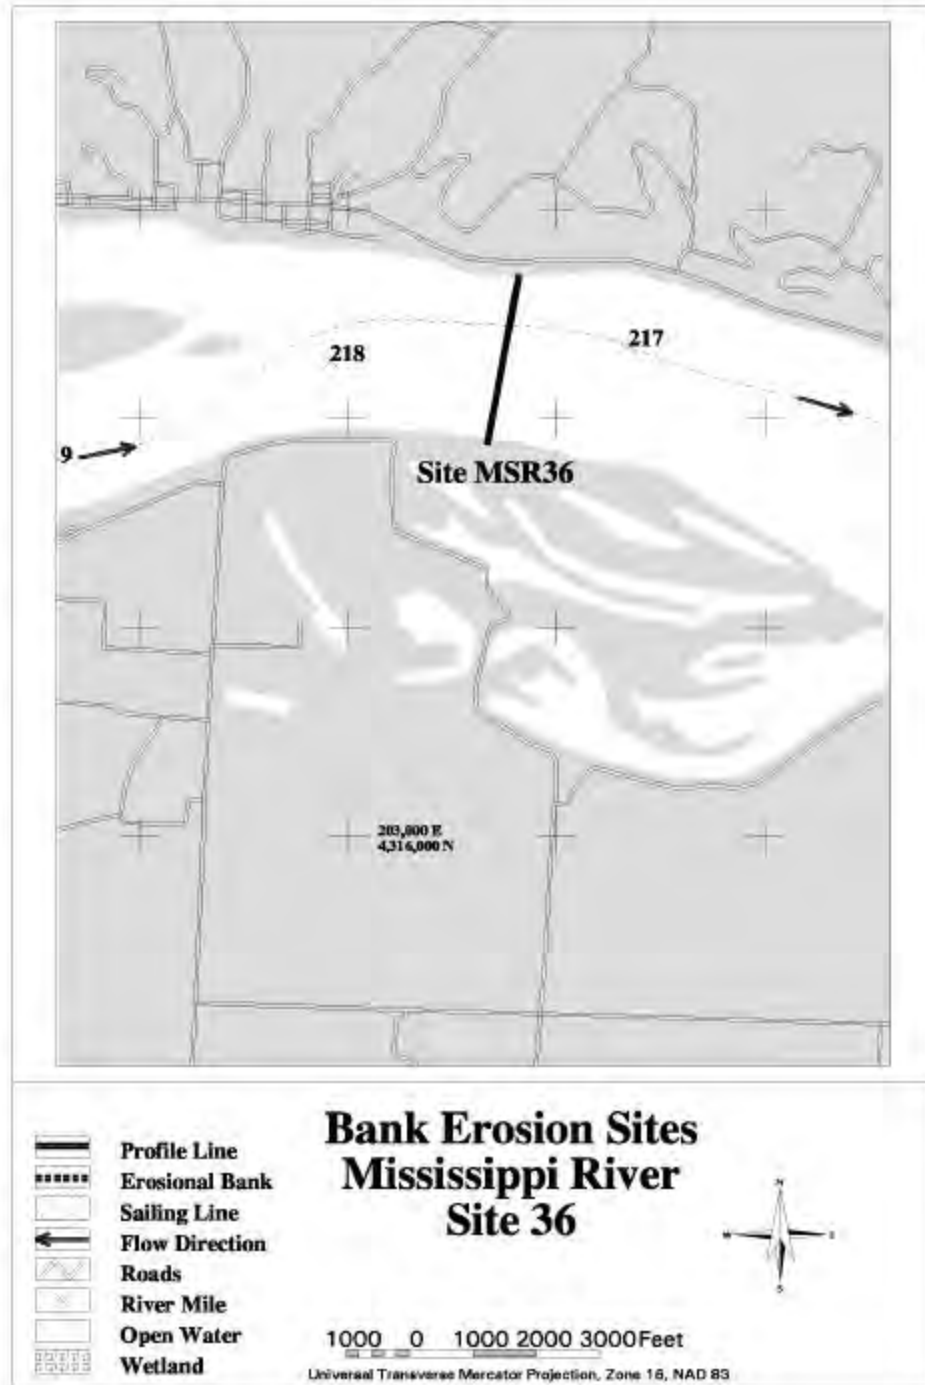 218
217
9
Site MSR36
203,000 E
4,316,000 N
Bank Erosion Sites
Mississippi River
Site 36
Profile Line
Erosional Bank
Sailing Line
Flow Direction
Roads
River Mile
Open Water
Wetland
N
W
E
S
1000 0 1000 2000 3000 Feet
Universal Transverse Mercator Projection, Zone 16, NAD 83